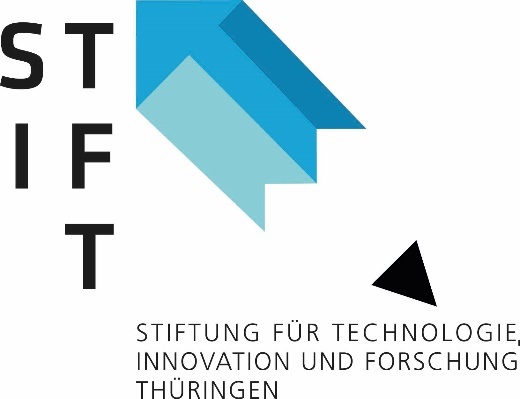 ST
IF
T
STIFTUNG FÜR TECHNOLOGIE,
INNOVATION UND FORSCHUNG
THÜRINGEN